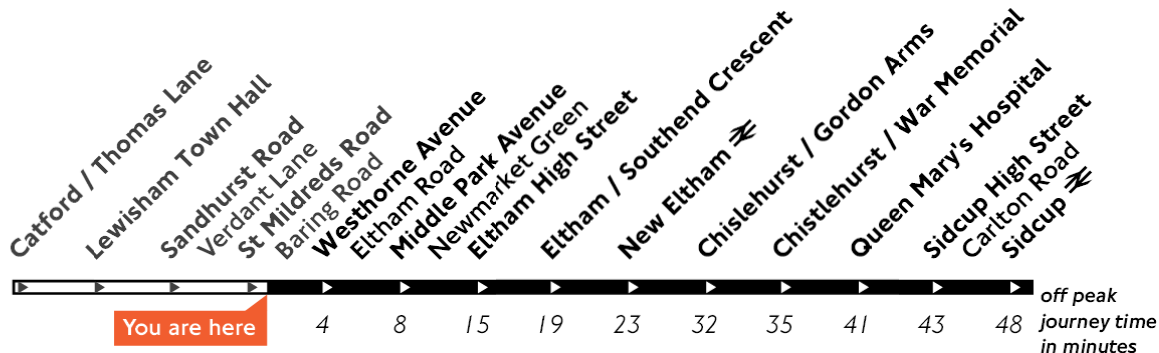 Catford / Thomas Lane
Lewisham Town Hall
Sandhurst Road
Verdant Lane
St Mildreds Road
Baring Road
Westhorne Avenue
Eltham Road
Middle Park Avenue
Newmarket Green
Eltham High Street
Eltham / Southend Crescent
New Eltham
Chislehurst / Gordon Arms
Chistlehurst / War Memorial
Queen Mary's Hospital
Sidcup High Street
Carlton Road
Sidcup
You are here
4 8 15 19 23 32 35 41 43 48
off peak
journey time
in minutes